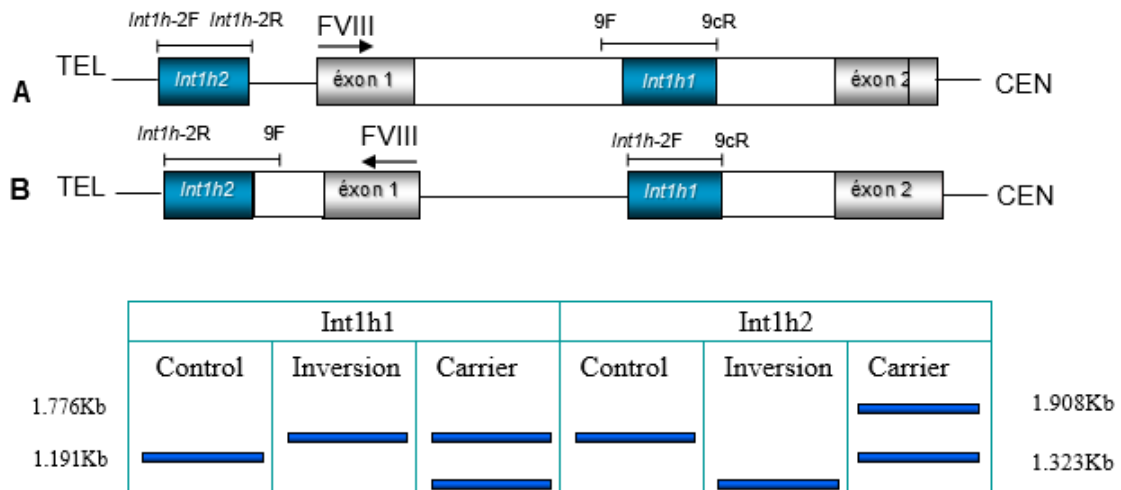 Int1h-2F Int1h-2R FVIII 9F 9cR
TEL Int1h2 éxon 1 Int1h1 éxon 2 CEN
A
Int1h-2R 9F FVIII Int1h-2F 9cR
B TEL Int1h2 éxon 1 Int1h1 éxon 2 CEN
Int1h1 Int1h2
Control Inversion Carrier Control Inversion Carrier
1.776Kb 1.908Kb
1.191Kb 1.323Kb